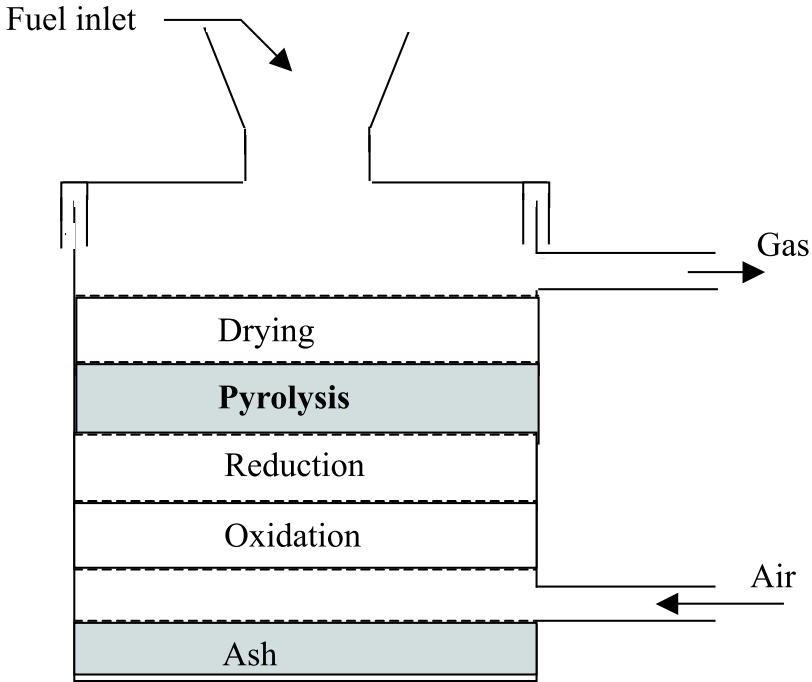 Fuel inlet
Gas
Drying
Pyrolysis
Reduction
Oxidation
Air
Ash